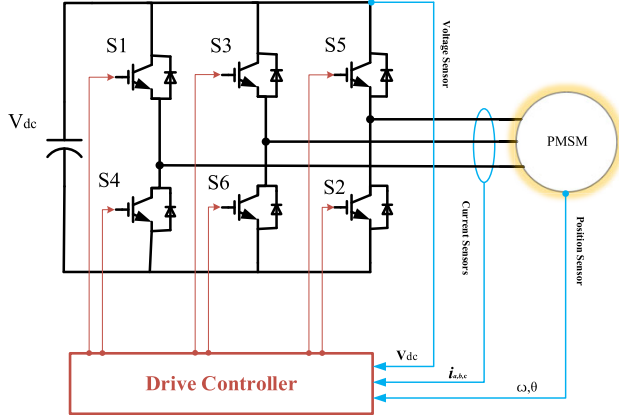 S1
S3
S5
Voltage Sensor
Vdc
PMSM
S4
S6
S2
Current Sensors
Position Sensor
Vdc
ia,b,c
ω,θ
Drive Controller